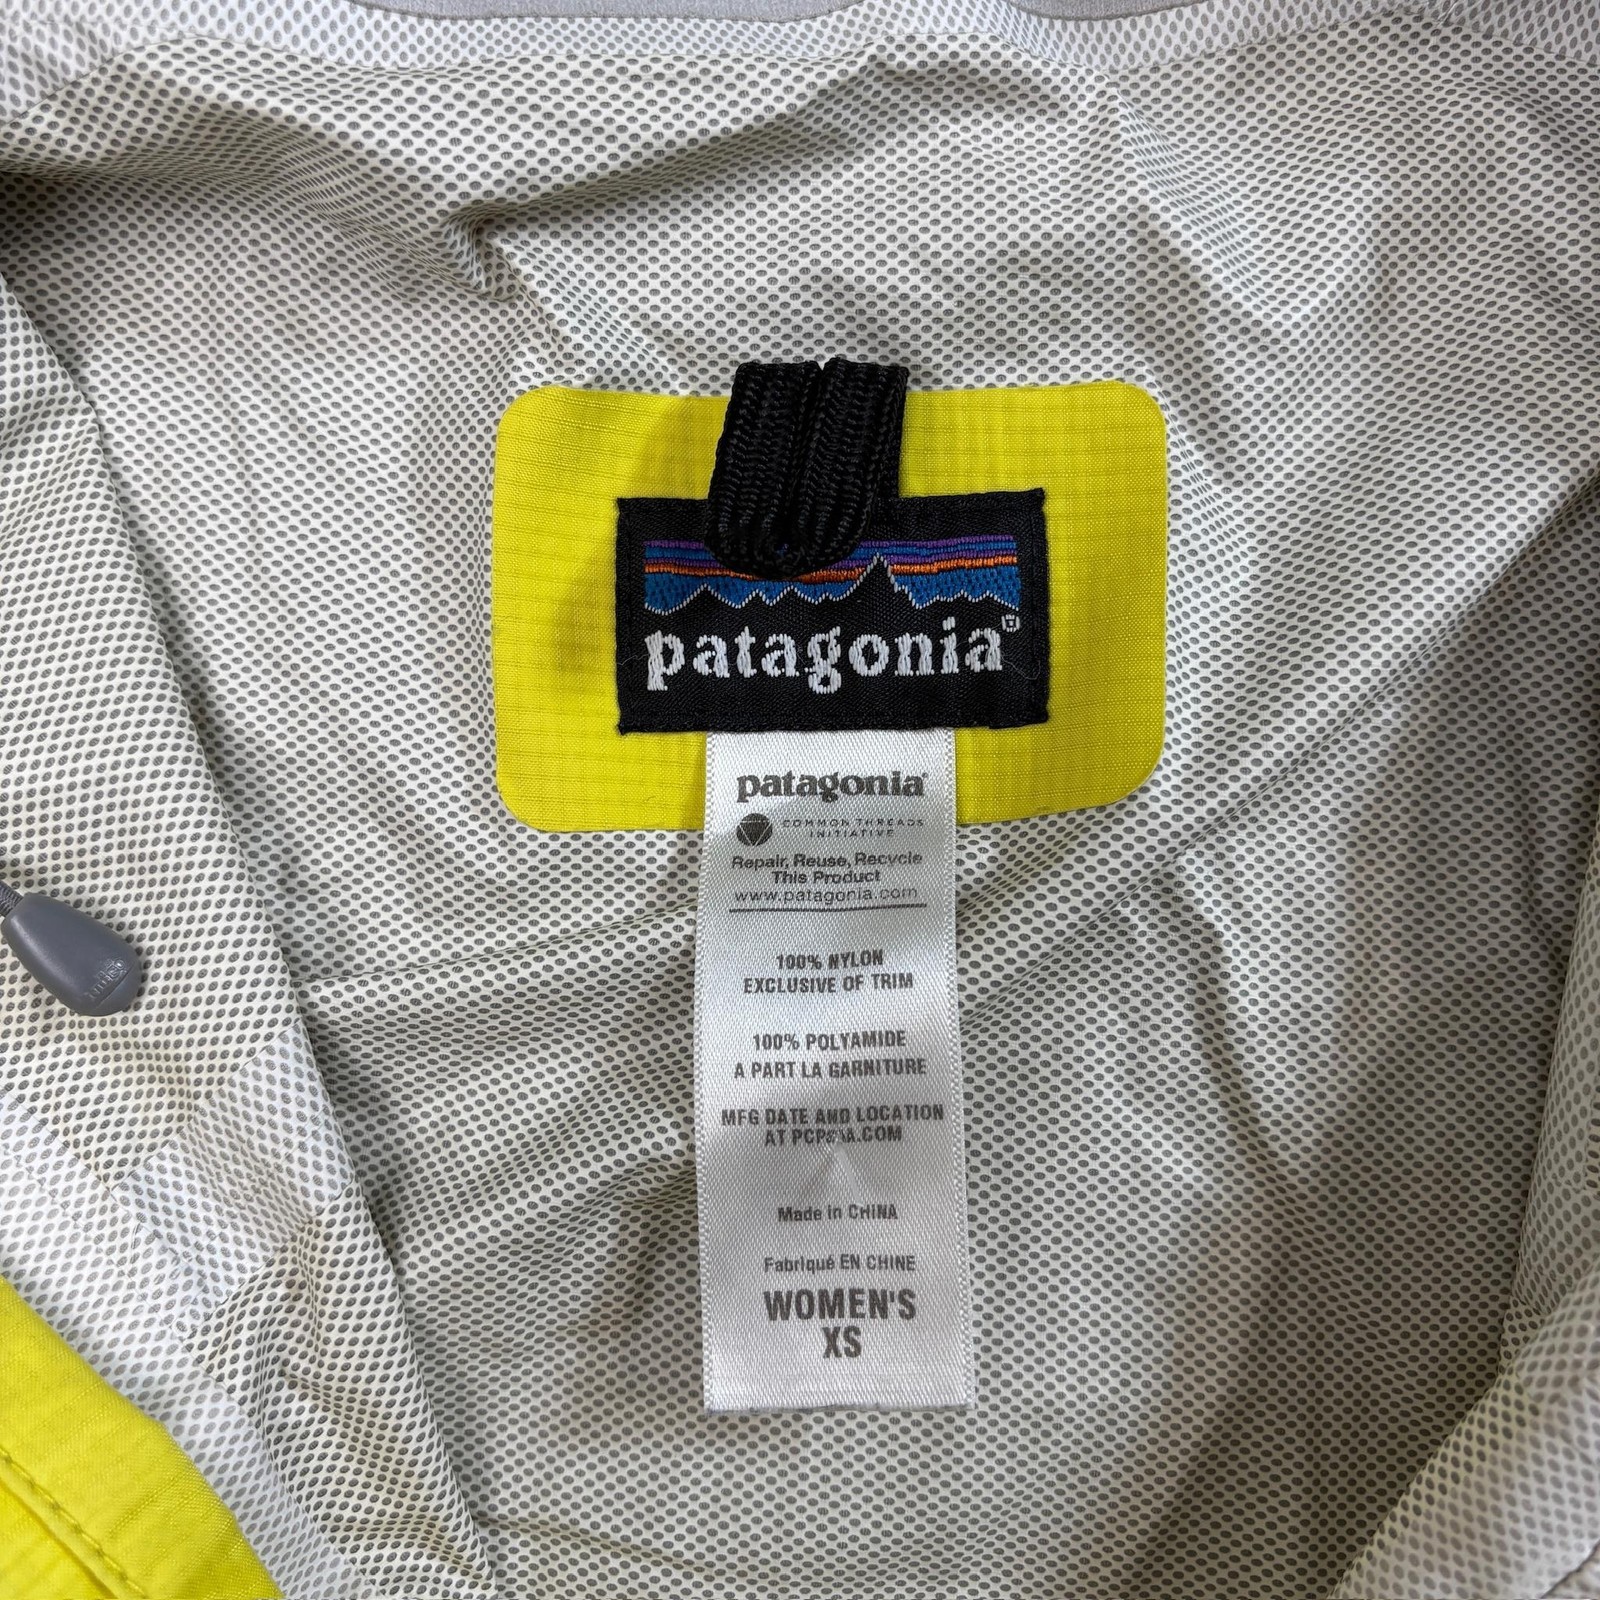 patagonia®
patagonia®
COMMON THREADS
INITIATIVE
Repair, Reuse, Recycle
This Product
www.patagonia.com
100% NYLON
EXCLUSIVE OF TRIM
100% POLYAMIDE
A PART LA GARNITURE
MFG DATE AND LOCATION
AT
Made in CHINA
Fabriqué EN CHINE
WOMEN'S
XS